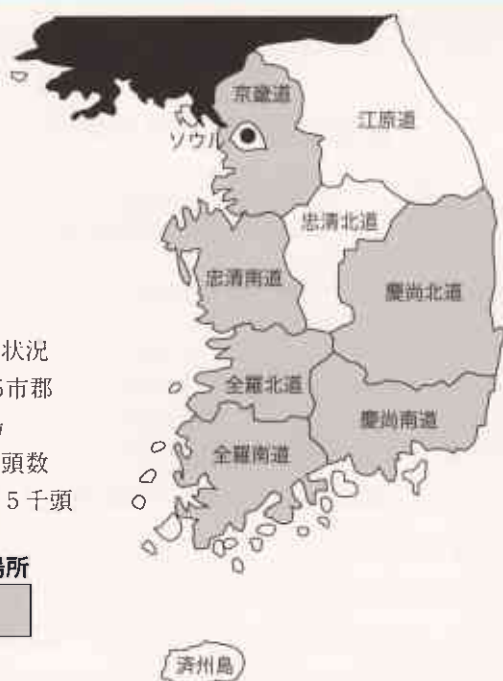 京畿道
江原道
ソウル
忠清北道
忠清南道
慶尚北道
状況
5市郡
全羅北道
慶尚南道
頭数
全羅南道
5千頭
場所
済州島